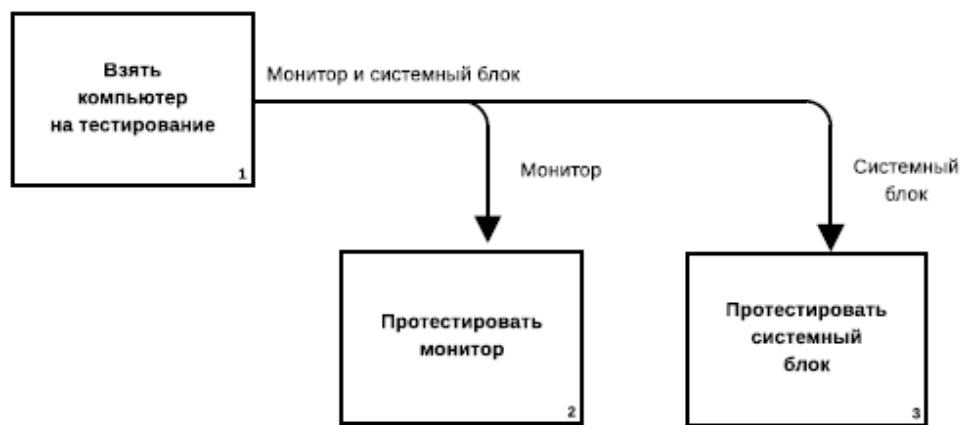 Взять
компьютер
на тестирование
1
Монитор и системный блок
Монитор
Системный
блок
Протестировать
монитор
2
Протестировать
системный
блок
3